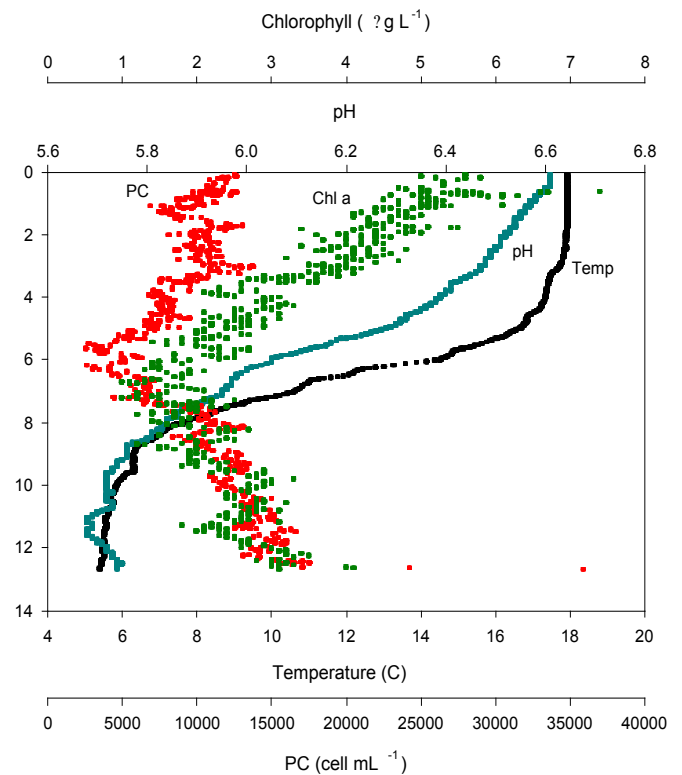 Chlorophyll ( ?g L-1)
0 1 2 3 4 5 6 7 8
pH
5.6 5.8 6.0 6.2 6.4 6.6 6.8
0
PC
Chl a
2
pH
Temp
4
6
8
10
12
14
4 6 8 10 12 14 16 18 20
Temperature (C)
0 5000 10000 15000 20000 25000 30000 35000 40000
PC (cell mL -1)